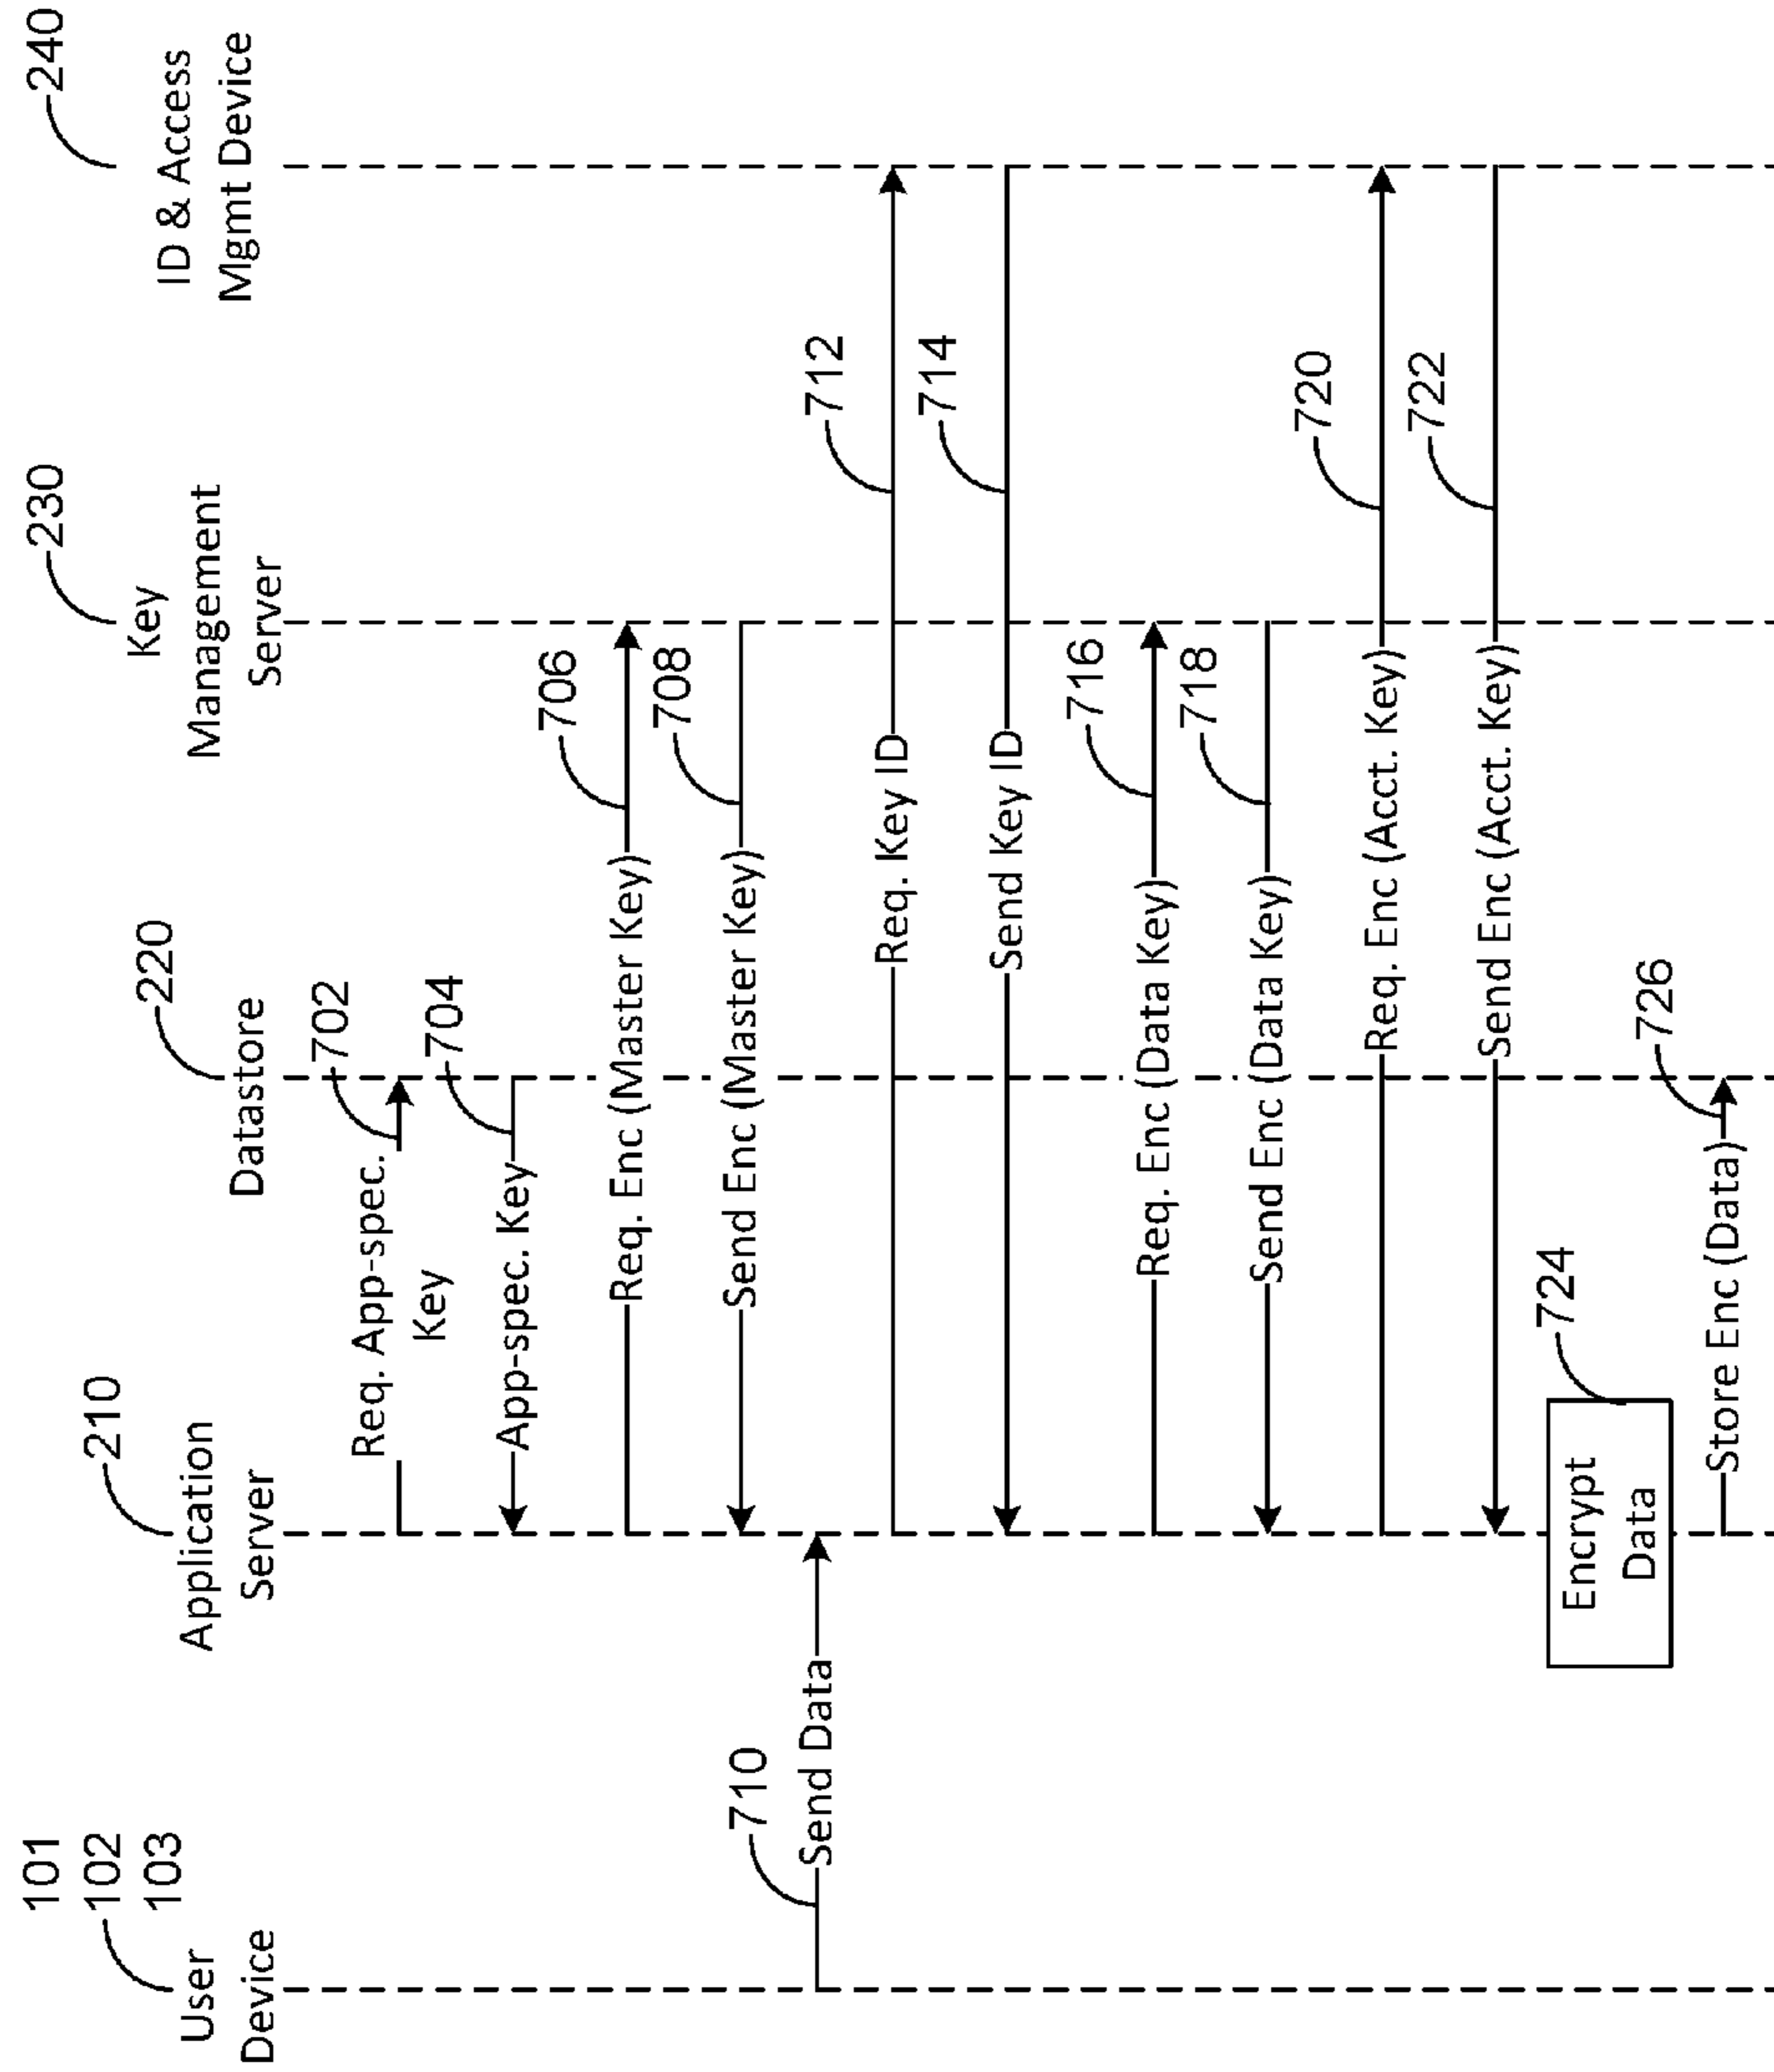 101
102
103
User
Device
210
Application
Server
220
Datastore
230
Key
Management
Server
240
ID & Access
Mgmt Device
702
Req. App-spec.
Key
704
App-spec. Key
706
Req. Enc (Master Key)
708
Send Enc (Master Key)
710
Send Data
712
Req. Key ID
714
Send Key ID
716
Req. Enc (Data Key)
718
Send Enc (Data Key)
720
Req. Enc (Acct. Key)
722
Send Enc (Acct. Key)
724
Encrypt
Data
726
Store Enc (Data)